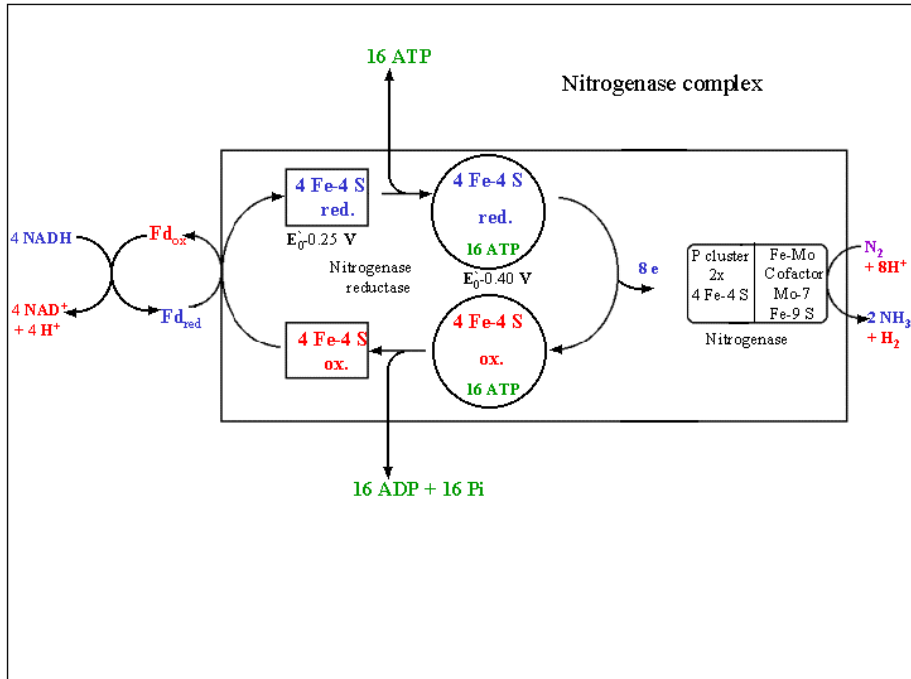 16 ATP
Nitrogenase complex
4 Fe-4 S
red.
E₀`-0.25 V
4 Fe-4 S
red.
16 ATP
E₀`-0.40 V
Nitrogenase
reductase
4 NADH
Fd_ox
4 NAD⁺
+ 4 H⁺
Fd_red
8 e
P cluster
2x
4 Fe-4 S
Fe-Mo
Cofactor
Mo-7
Fe-9 S
Nitrogenase
N₂
+ 8H⁺
2 NH₃
+ H₂
4 Fe-4 S
ox.
4 Fe-4 S
ox.
16 ATP
16 ADP + 16 Pi